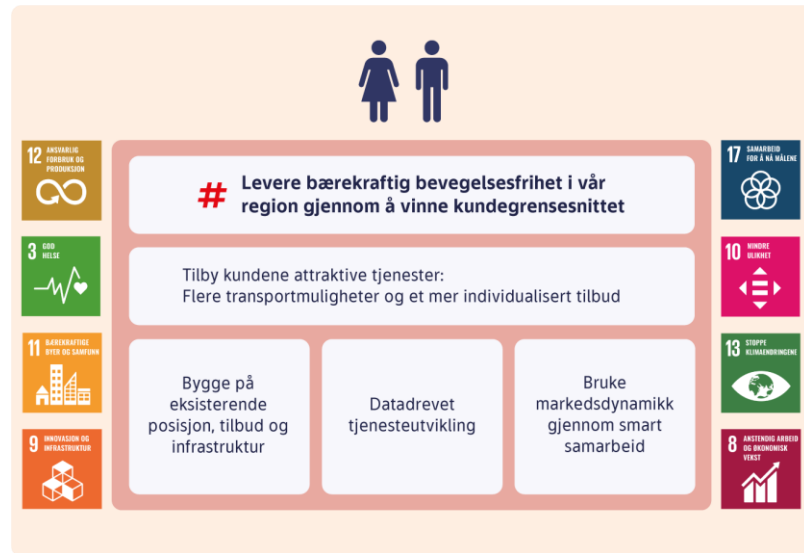 12 ANSVARLIG
FORBRUK OG
PRODUKSJON
3 GOD
HELSE
11 BÆREKRAFTIGE
BYER OG SAMFUNN
9 INNOVASJON OG
INFRASTRUKTUR
# Levere bærekraftig bevegelsesfrihet i vår
region gjennom å vinne kundegrensesnittet
Tilby kundene attraktive tjenester:
Flere transportmuligheter og et mer individualisert tilbud
Bygge på
eksisterende
posisjon, tilbud og
infrastruktur
Datadrevet
tjenesteutvikling
Bruke
markedsdynamikk
gjennom smart
samarbeid
17 SAMARBEID
FOR Å NÅ MÅLENE
10 MINDRE
ULIKHET
13 STOPPE
KLIMAENDRINGENE
8 ANSTENDIG ARBEID
OG ØKONOMISK
VEKST